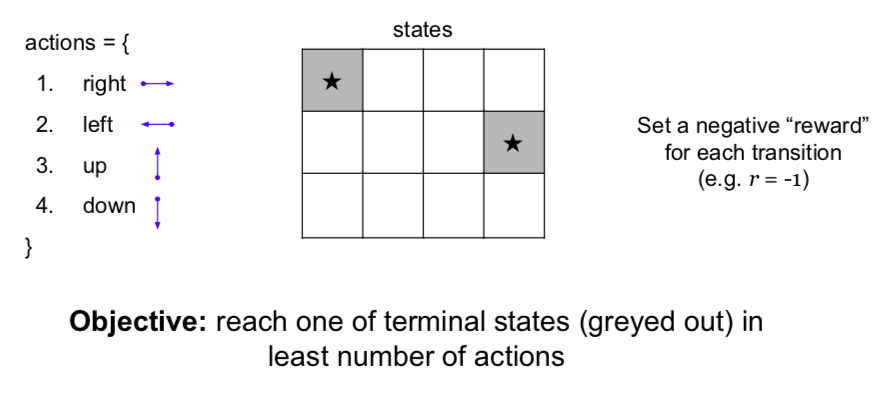 actions = {
1. right
2. left
3. up
4. down
}
states
★
★
Set a negative “reward”
for each transition
(e.g. r = -1)
Objective: reach one of terminal states (greyed out) in
least number of actions